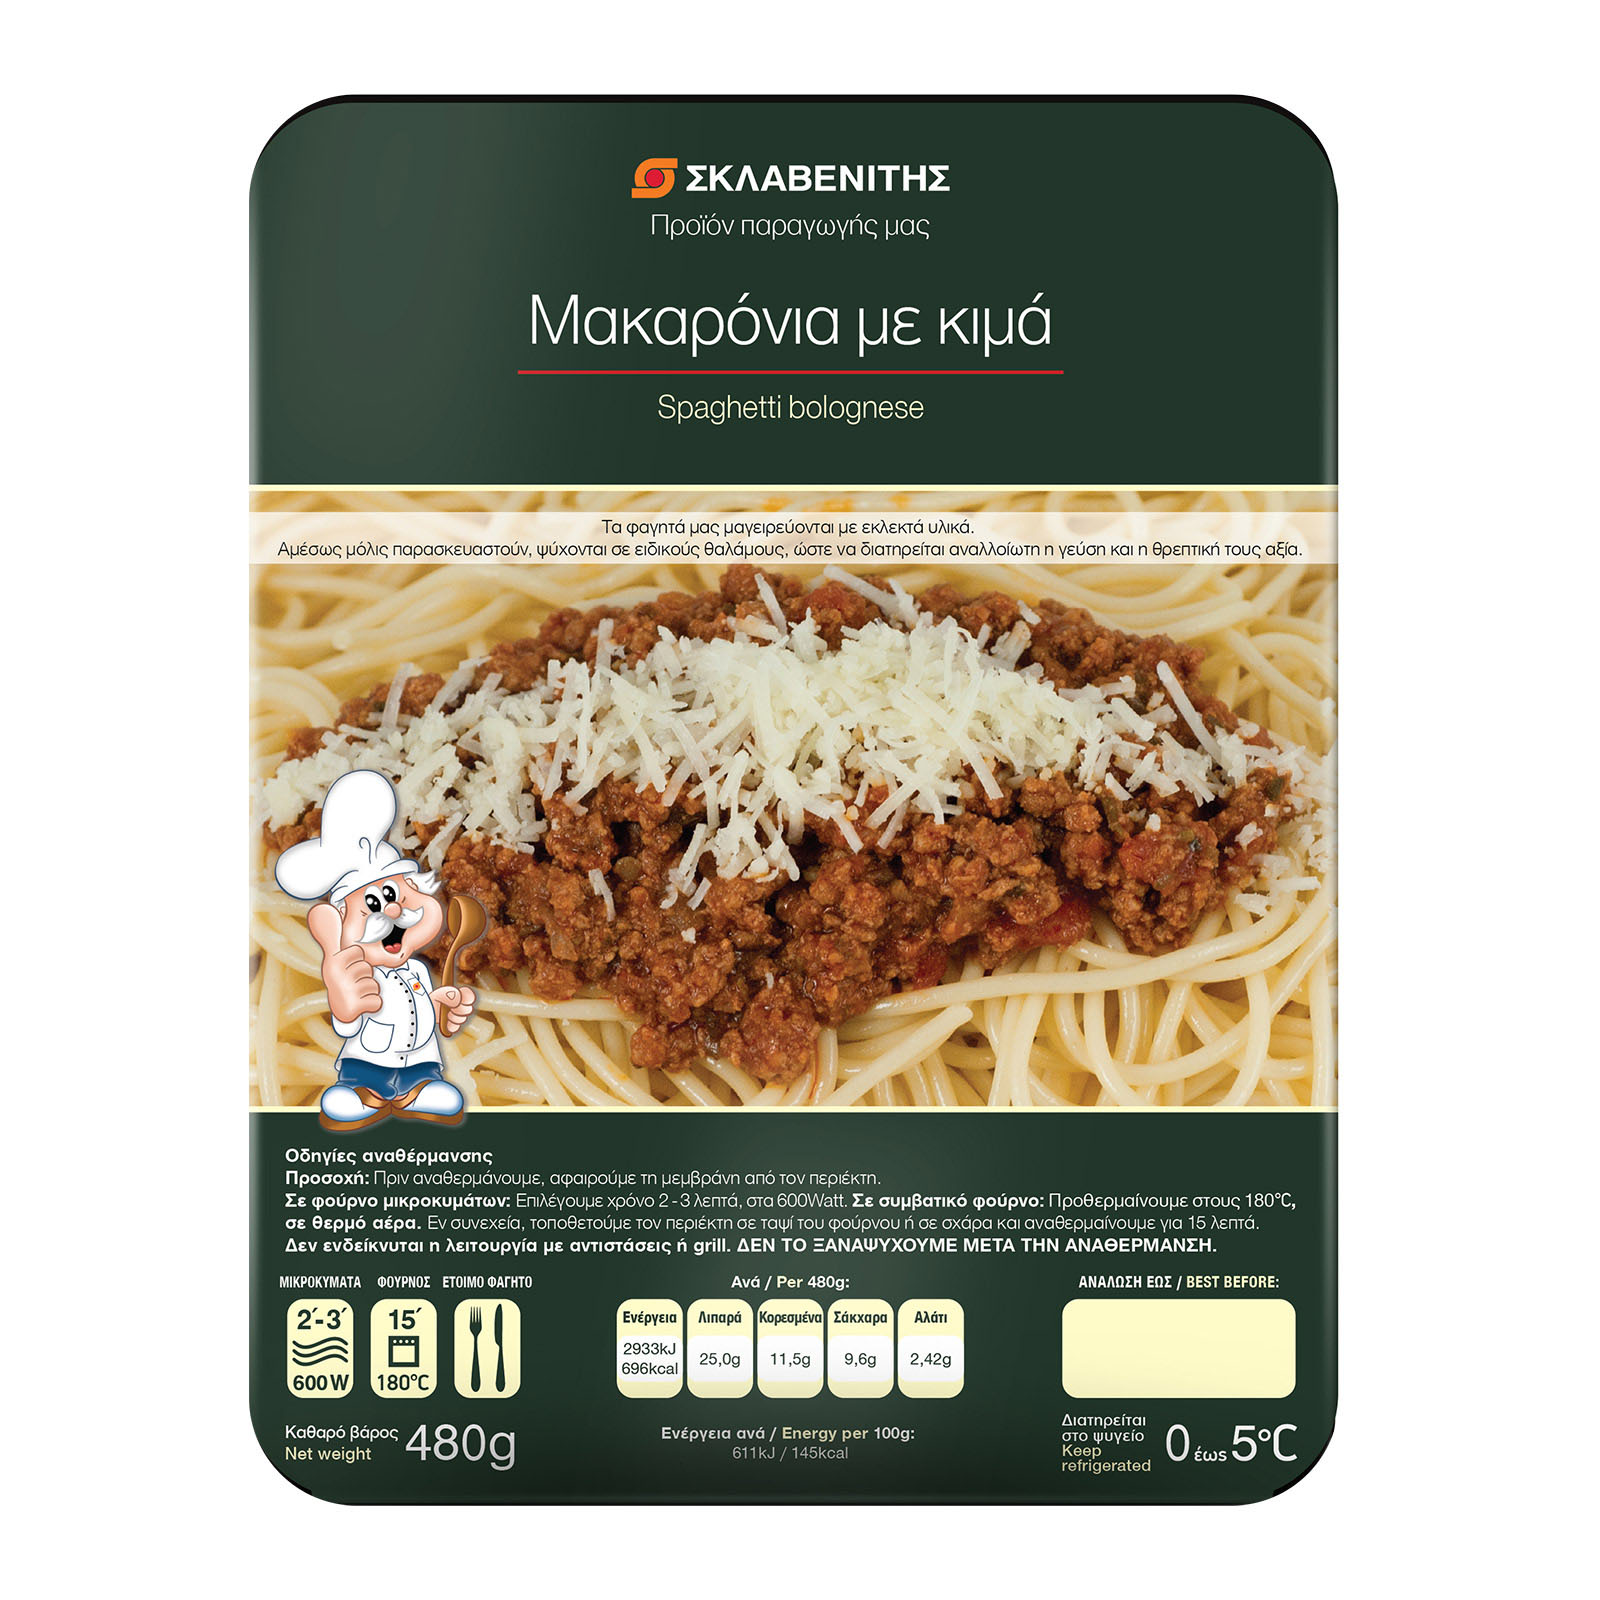 ΣΚΛΑΒΕΝΙΤΗΣ
Προϊόν παραγωγής μας
Μακαρόνια με κιμά
Spaghetti bolognese
Τα φαγητά μας μαγειρεύονται με εκλεκτά υλικά.
Αμέσως μόλις παρασκευαστούν, ψύχονται σε ειδικούς θαλάμους, ώστε να διατηρείται αναλλοίωτη η γεύση και η θρεπτική τους αξία.
Οδηγίες αναθέρμανσης
Προσοχή: Πριν αναθερμάνουμε, αφαιρούμε τη μεμβράνη από τον περιέκτη.
Σε φούρνο μικροκυμάτων: Επιλέγουμε χρόνο 2 - 3 λεπτά, στα 600Watt. Σε συμβατικό φούρνο: Προθερμαίνουμε στους 180°C,
σε θερμό αέρα. Εν συνεχεία, τοποθετούμε τον περιέκτη σε ταψί του φούρνου ή σε σχάρα και αναθερμαίνουμε για 15 λεπτά.
Δεν ενδείκνυται η λειτουργία με αντιστάσεις ή grill. ΔΕΝ ΤΟ ΞΑΝΑΨΥΧΟΥΜΕ ΜΕΤΑ ΤΗΝ ΑΝΑΘΕΡΜΑΝΣΗ.
ΜΙΚΡΟΚΥΜΑΤΑ ΦΟΥΡΝΟΣ ΕΤΟΙΜΟ ΦΑΓΗΤΟ
2΄-3΄ 15΄
600 W 180°C
Ανά / Per 480g:
Ενέργεια Λιπαρά Κορεσμένα Σάκχαρα Αλάτι
2933kJ
696kcal 25,0g 11,5g 9,6g 2,42g
ΑΝΑΛΩΣΗ ΕΩΣ / BEST BEFORE:
Καθαρό βάρος
Net weight 480g
Ενέργεια ανά / Energy per 100g:
611kJ / 145kcal
Διατηρείται
στο ψυγείο
Keep
refrigerated
0 έως 5°C